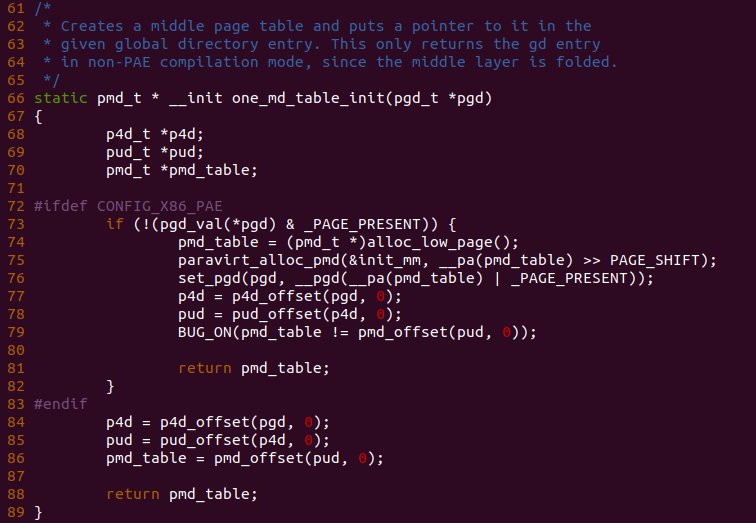 61 /*
62  * Creates a middle page table and puts a pointer to it in the
63  * given global directory entry. This only returns the gd entry
64  * in non-PAE compilation mode, since the middle layer is folded.
65  */
66 static pmd_t * __init one_md_table_init(pgd_t *pgd)
67 {
68         p4d_t *p4d;
69         pud_t *pud;
70         pmd_t *pmd_table;
71
72 #ifdef CONFIG_X86_PAE
73         if (!(pgd_val(*pgd) & _PAGE_PRESENT)) {
74                 pmd_table = (pmd_t *)alloc_low_page();
75                 paravirt_alloc_pmd(&init_mm, __pa(pmd_table) >> PAGE_SHIFT);
76                 set_pgd(pgd, __pgd(__pa(pmd_table) | _PAGE_PRESENT));
77                 p4d = p4d_offset(pgd, 0);
78                 pud = pud_offset(p4d, 0);
79                 BUG_ON(pmd_table != pmd_offset(pud, 0));
80
81                 return pmd_table;
82         }
83 #endif
84         p4d = p4d_offset(pgd, 0);
85         pud = pud_offset(p4d, 0);
86         pmd_table = pmd_offset(pud, 0);
87
88         return pmd_table;
89 }